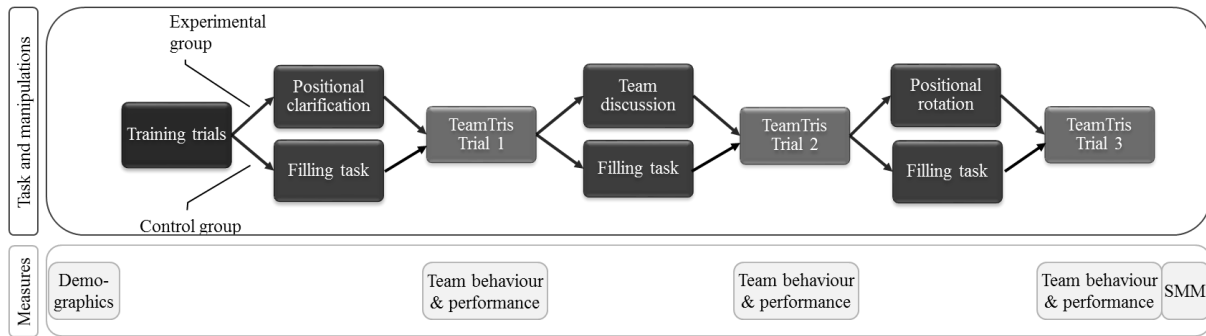 Task and manipulations
Experimental
group
Training trials
Control group
Positional
clarification
Filling task
TeamTris
Trial 1
Team
discussion
Filling task
TeamTris
Trial 2
Positional
rotation
Filling task
TeamTris
Trial 3
Measures
Demo-
graphics
Team behaviour
& performance
Team behaviour
& performance
Team behaviour
& performance
SMM